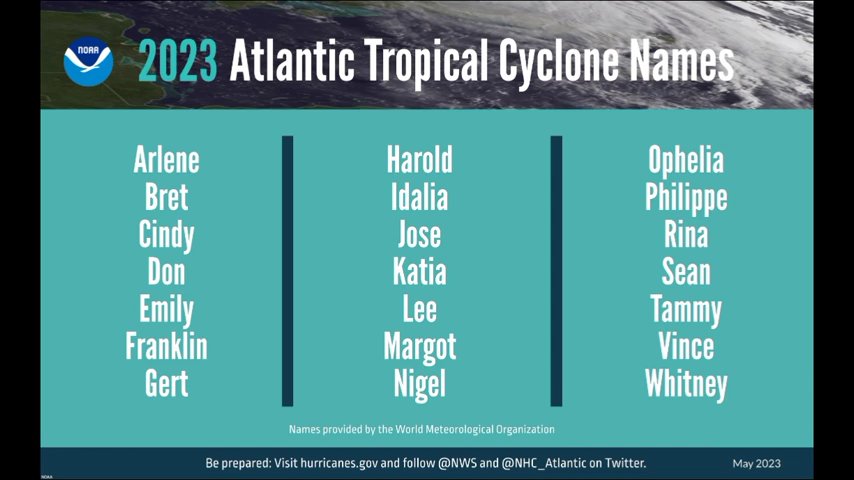 NOAA
2023 Atlantic Tropical Cyclone Names
Arlene
Bret
Cindy
Don
Emily
Franklin
Gert
Harold
Idalia
Jose
Katia
Lee
Margot
Nigel
Ophelia
Philippe
Rina
Sean
Tammy
Vince
Whitney
Names provided by the World Meteorological Organization
Be prepared: Visit hurricanes.gov and follow @NWS and @NHC_Atlantic on Twitter.
May 2023
NOAA